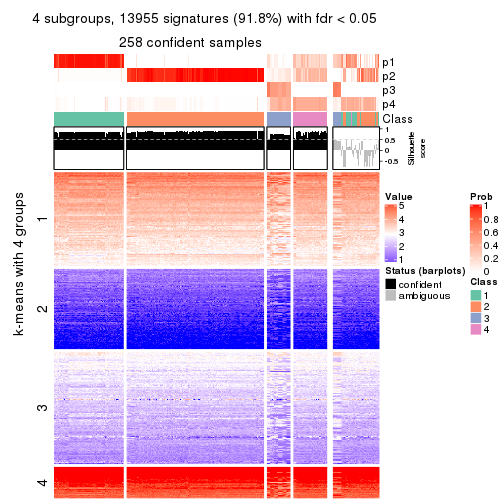 4 subgroups, 13955 signatures (91.8%) with fdr < 0.05
258 confident samples
p1
p2
p3
p4
Class
1
0.5
0
-0.5
Silhouette
score
k-means with 4 groups
1
2
3
4
Value
5
4
3
2
1
Status (barplots)
confident
ambiguous
Prob
1
0.8
0.6
0.4
0.2
0
Class
1
2
3
4